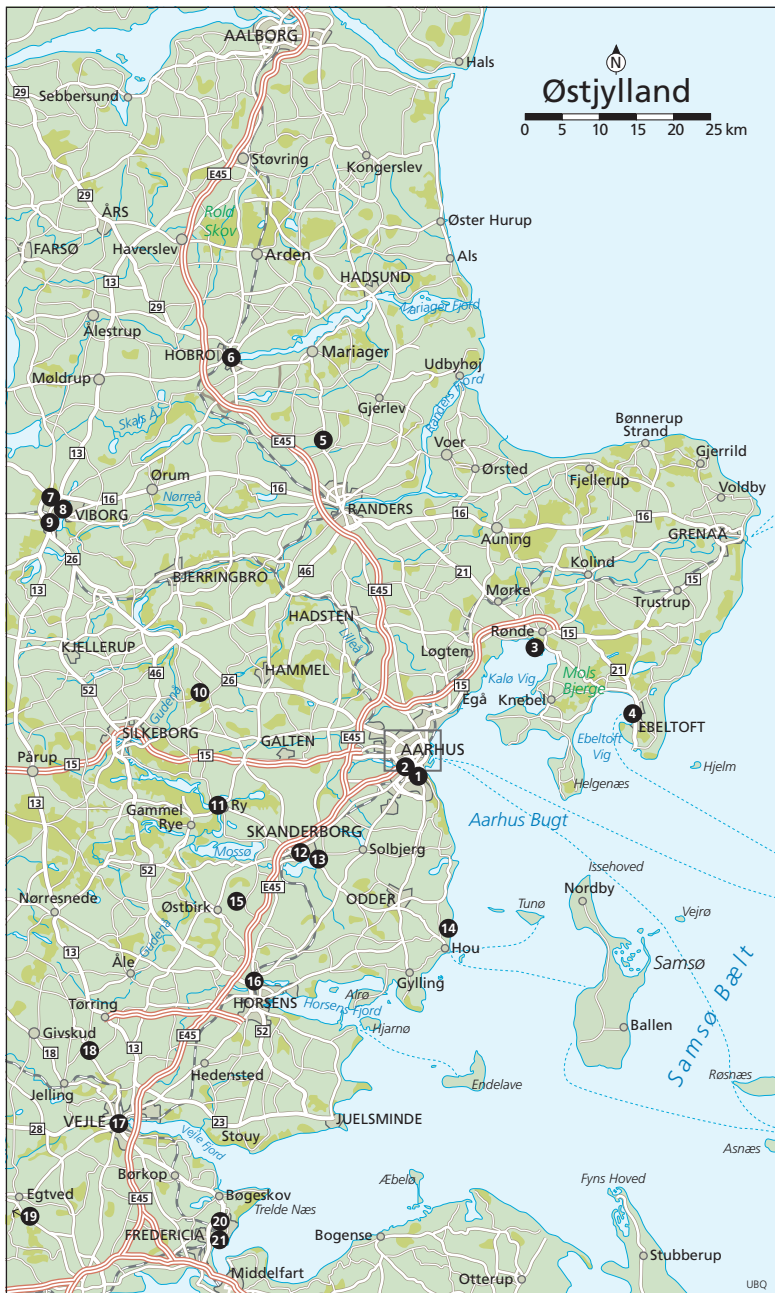 AALBORG
Hals
N
Østjylland
0 5 10 15 20 25 km
Sebbersund
29
29
E45
Støvring
Kongerslev
29
ÅRS
Rold
Skov
FARSØ
Haverslev
Øster Hurup
Arden
Als
13
HADSUND
29
Mariager Fjord
Ålestrup
HOBRO
6
Mariager
Udbyhøj
Møldrup
Gjerlev
Randers Fjord
Skals Å
5
E45
13
Bønnerup
Strand
Voer
Gjerrild
Ørsted
Fjellerup
Voldby
7
Ørum
16
8
VIBORG
Nørreå
16
9
RANDERS
16
16
GRENAA
Auning
26
BJERRINGBRO
46
21
Kolind
15
13
E45
Mørke
Trustrup
HADSTEN
Lilleå
Rønde
15
3
KJELLERUP
Løgten
46
HAMMEL
Mols
Bjerge
21
Kalø Vig
52
10
26
15
Knebel
Egå
Gudenå
4
EBELTOFT
SILKEBORG
E45
Ebeltoft
Vig
GALTEN
AARHUS
15
15
2
Pårup
1
Hjelm
Helgenæs
13
11
Ry
Gammel
Rye
Aarhus Bugt
SKANDERBORG
Mossø
12
13
Solbjerg
52
Issehoved
E45
Nordby
Nørresnede
15
ODDER
Østbirk
Tunø
Vejrø
14
Gudenå
13
Hou
Samsø
Åle
16
Gylling
HORSENS
Alrø
Horsens Fjord
Tørring
Hjarnø
Ballen
Givskud
52
E45
18
18
13
Samsø Bælt
Hedensted
Endelave
Røsnæs
Jelling
VEJLE
17
23
JUELSMINDE
28
Stouy
Vejle Fjord
Asnæs
Børkop
Æbelø
Fyns Hoved
Egtved
E45
Bøgeskov
Trelde Næs
19
20
FREDERICIA
21
Bogense
Stubberup
Middelfart
Otterup
UBQ